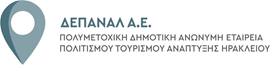 ΔΕΠΑΝΑΛ Α.Ε.
ΠΟΛΥΜΕΤΟΧΙΚΗ ΔΗΜΟΤΙΚΗ ΑΝΩΝΥΜΗ ΕΤΑΙΡΕΙΑ
ΠΟΛΙΤΙΣΜΟΥ ΤΟΥΡΙΣΜΟΥ ΑΝΑΠΤΥΞΗΣ ΗΡΑΚΛΕΙΟΥ